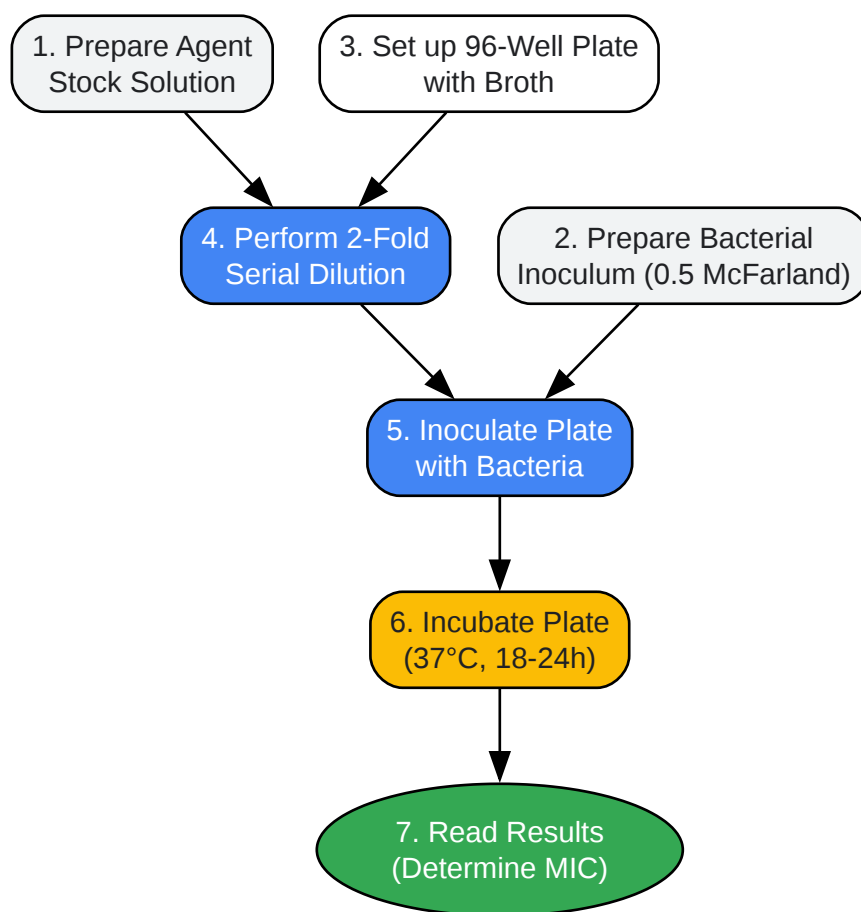 1. Prepare Agent
Stock Solution
3. Set up 96-Well Plate
with Broth
4. Perform 2-Fold
Serial Dilution
2. Prepare Bacterial
Inoculum (0.5 McFarland)
5. Inoculate Plate
with Bacteria
6. Incubate Plate
(37°C, 18-24h)
7. Read Results
(Determine MIC)